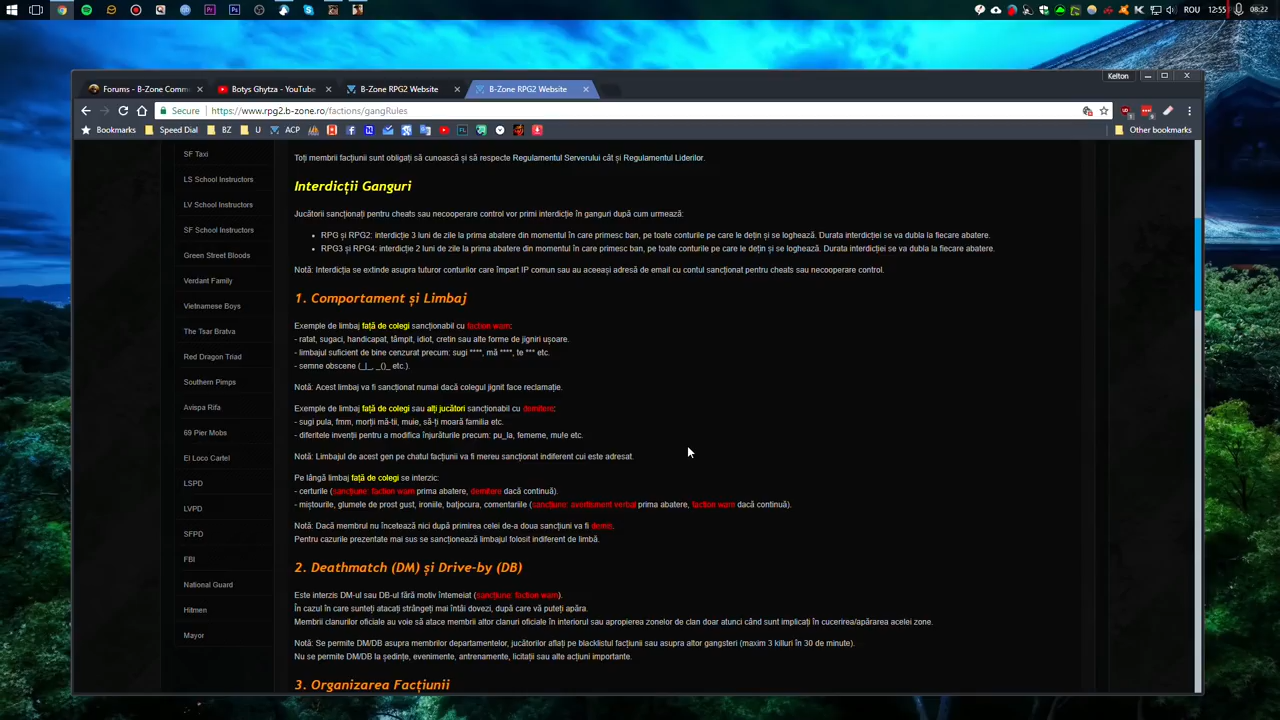 ROU
12:55
08:22
Kelton
Forums - B-Zone Comm
Botys Ghytza - YouTube
B-Zone RPG2 Website
B-Zone RPG2 Website
Secure
https://www.rpg2.b-zone.ro/factions/gangRules
Bookmarks
Speed Dial
BZ
U
ACP
Other bookmarks
SF Taxi
LS School Instructors
LV School Instructors
SF School Instructors
Green Street Bloods
Verdant Family
Vietnamese Boys
The Tsar Bratva
Red Dragon Triad
Southern Pimps
Avispa Rifa
69 Pier Mobs
El Loco Cartel
LSPD
LVPD
SFPD
FBI
National Guard
Hitmen
Mayor
Toți membrii facțiunii sunt obligați să cunoască și să respecte Regulamentul Serverului cât și Regulamentul Liderilor.
Interdicții Ganguri
Jucătorii sancționați pentru cheats sau necooperare control vor primi interdicție în ganguri după cum urmează:
• RPG și RPG2: interdicție 3 luni de zile la prima abatere din momentul în care primesc ban, pe toate conturile pe care le dețin și se loghează. Durata interdicției se va dubla la fiecare abatere.
• RPG3 și RPG4: interdicție 2 luni de zile la prima abatere din momentul în care primesc ban, pe toate conturile pe care le dețin și se loghează. Durata interdicției se va dubla la fiecare abatere.
Notă: Interdicția se extinde asupra tuturor conturilor care împart IP comun sau au aceeași adresă de email cu contul sancționat pentru cheats sau necooperare control.
1. Comportament și Limbaj
Exemple de limbaj față de colegi sancționabil cu faction warn:
- ratat, sugaci, handicapat, tâmpit, idiot, cretin sau alte forme de jigniri ușoare.
- limbajul suficient de bine cenzurat precum: sugi ****, mă ****, te *** etc.
- semne obscene (_|_, _()_ etc.).
Notă: Acest limbaj va fi sancționat numai dacă colegul jignit face reclamație.
Exemple de limbaj față de colegi sau alți jucători sancționabil cu demitere:
- sugi pula, fmm, morții mă-tii, muie, să-ți moară familia etc.
- diferitele invenții pentru a modifica înjurăturile precum: pu_la, fememe, mu!e etc.
Notă: Limbajul de acest gen pe chatul facțiunii va fi mereu sancționat indiferent cui este adresat.
Pe lângă limbaj față de colegi se interzic:
- certurile (sancțiune: faction warn prima abatere, demitere dacă continuă).
- miștourile, glumele de prost gust, ironiile, batjocura, comentariile (sancțiune: avertisment verbal prima abatere, faction warn dacă continuă).
Notă: Dacă membrul nu încetează nici după primirea celei de-a doua sancțiuni va fi demis.
Pentru cazurile prezentate mai sus se sancționează limbajul folosit indiferent de limbă.
2. Deathmatch (DM) și Drive-by (DB)
Este interzis DM-ul sau DB-ul fără motiv întemeiat (sancțiune: faction warn).
În cazul în care sunteți atacați strângeți mai întâi dovezi, după care vă puteți apăra.
Membrii clanurilor oficiale au voie să atace membrii altor clanuri oficiale în interiorul sau apropierea zonelor de clan doar atunci când sunt implicați în cucerirea/apărarea acelei zone.
Notă: Se permite DM/DB asupra membrilor departamentelor, jucătorilor aflați pe blacklistul facțiunii sau asupra altor gangsteri (maxim 3 killuri în 30 de minute).
Nu se permite DM/DB la ședințe, evenimente, antrenamente, licitații sau alte acțiuni importante.
3. Organizarea Facțiunii